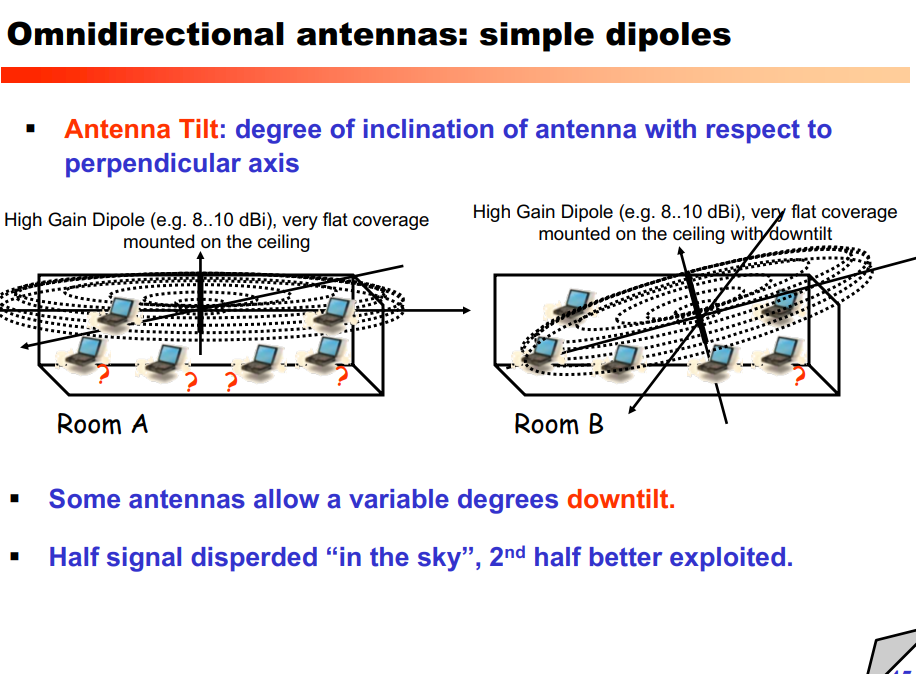 Omnidirectional antennas: simple dipoles
Antenna Tilt: degree of inclination of antenna with respect to
perpendicular axis
High Gain Dipole (e.g. 8..10 dBi), very flat coverage
mounted on the ceiling
High Gain Dipole (e.g. 8..10 dBi), very flat coverage
mounted on the ceiling with downtilt
? ? ? ?
?
Room A
Room B
Some antennas allow a variable degrees downtilt.
Half signal disperded “in the sky”, 2nd half better exploited.